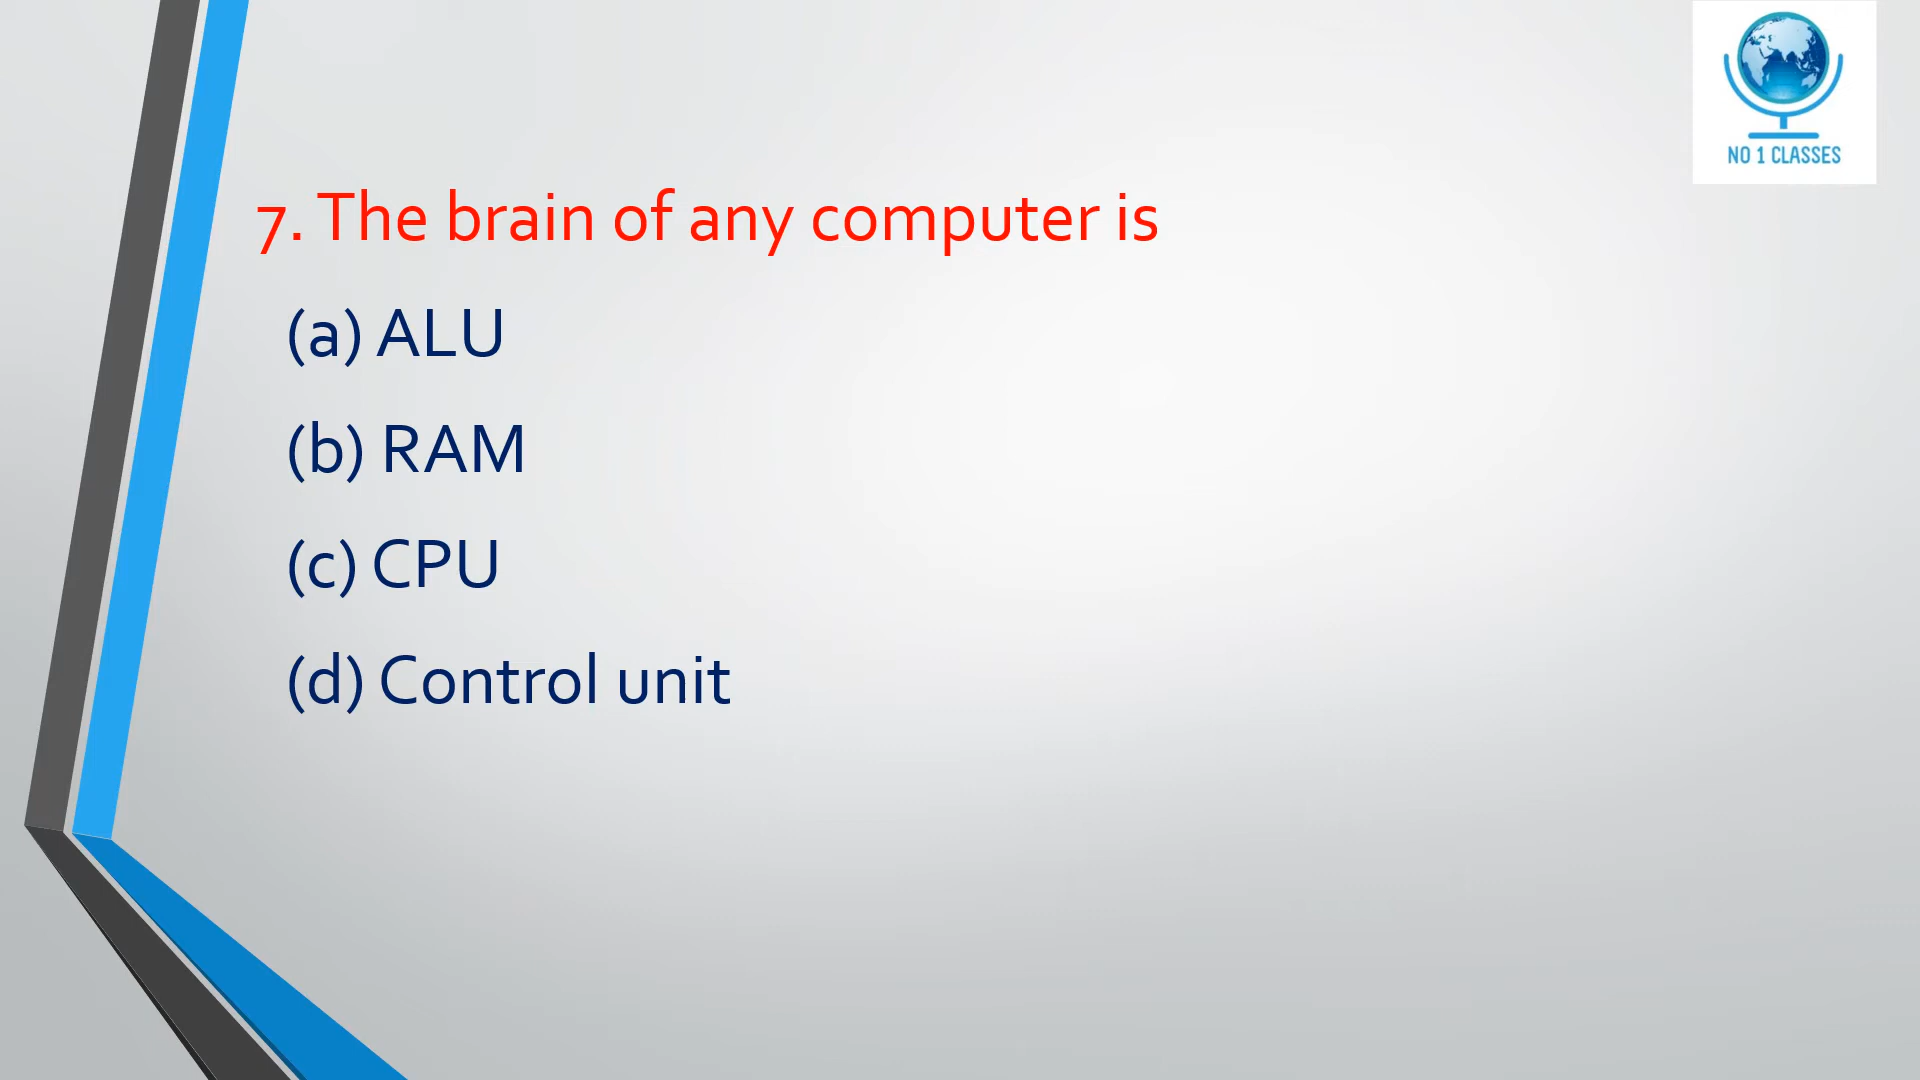 NO 1 CLASSES
7. The brain of any computer is
(a) ALU
(b) RAM
(c) CPU
(d) Control unit